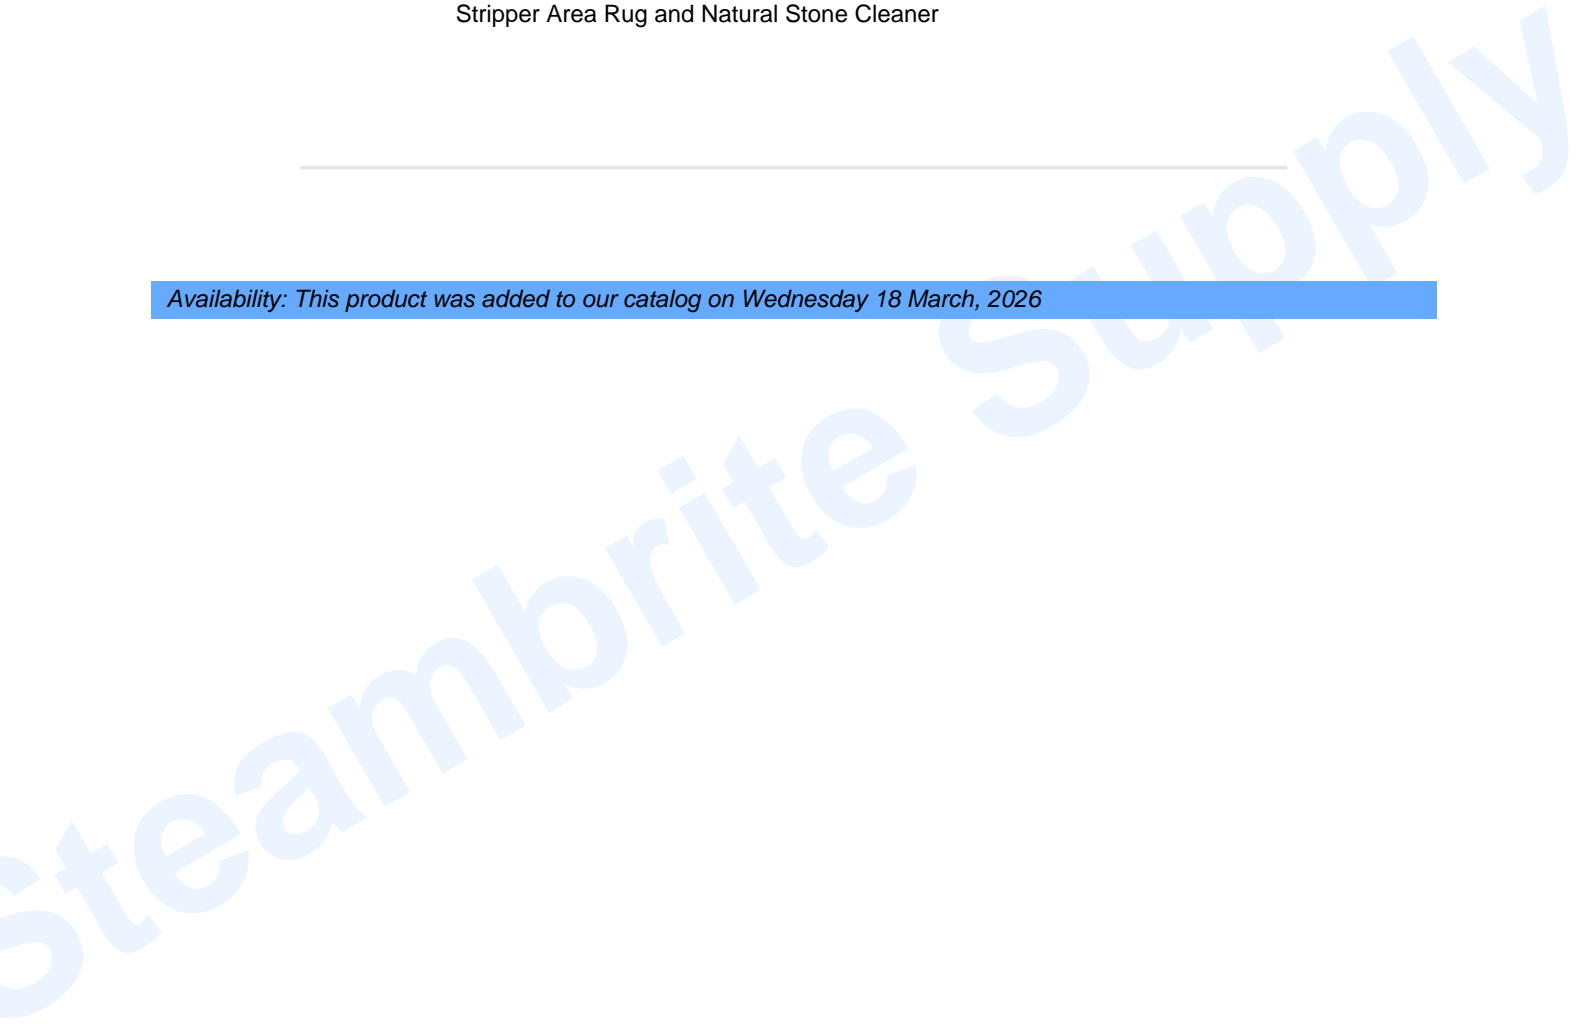 Stripper Area Rug and Natural Stone Cleaner
Availability: This product was added to our catalog on Wednesday 18 March, 2026
Steambrite Supply